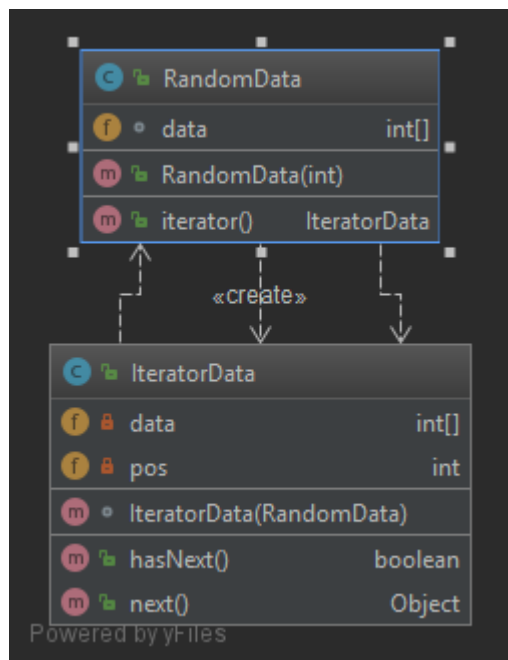 RandomData
data int[]
RandomData(int)
iterator() IteratorData
«create»
IteratorData
data int[]
pos int
IteratorData(RandomData)
hasNext() boolean
next() Object
Powered by yFiles